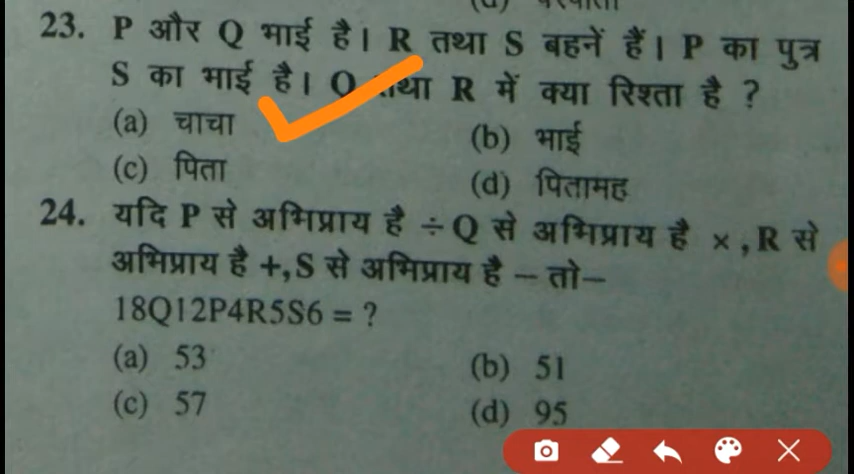 23. P और Q भाई है। R तथा S बहनें हैं। P का पुत्र
S का भाई है। Q तथा R में क्या रिश्ता है ?
(a) चाचा (b) भाई
(c) पिता (d) पितामह
24. यदि P से अभिप्राय है ÷ Q से अभिप्राय है ×, R से
अभिप्राय है +, S से अभिप्राय है – तो–
18Q12P4R5S6 = ?
(a) 53 (b) 51
(c) 57 (d) 95